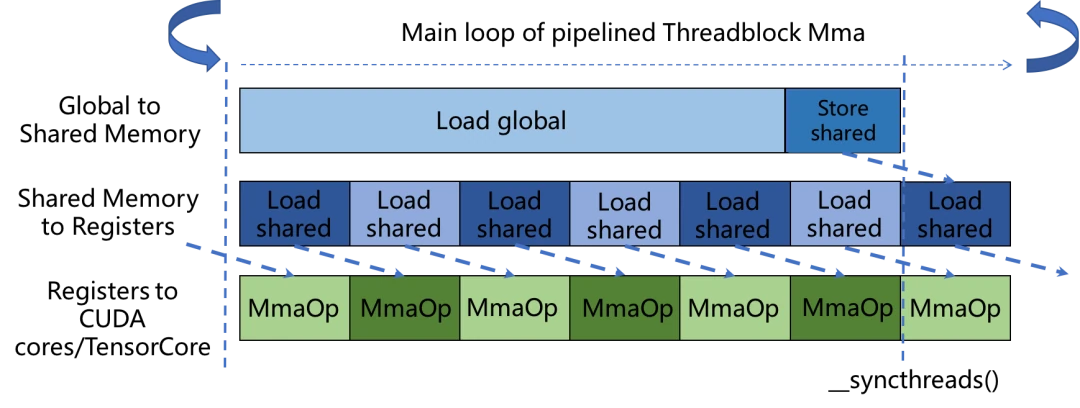 Main loop of pipelined Threadblock Mma
Global to
Shared Memory
Load global
Store
shared
Shared Memory
to Registers
Load
shared
Load
shared
Load
shared
Load
shared
Load
shared
Load
shared
Load
shared
Registers to
CUDA
cores/TensorCore
MmaOp
MmaOp
MmaOp
MmaOp
MmaOp
MmaOp
MmaOp
__syncthreads()